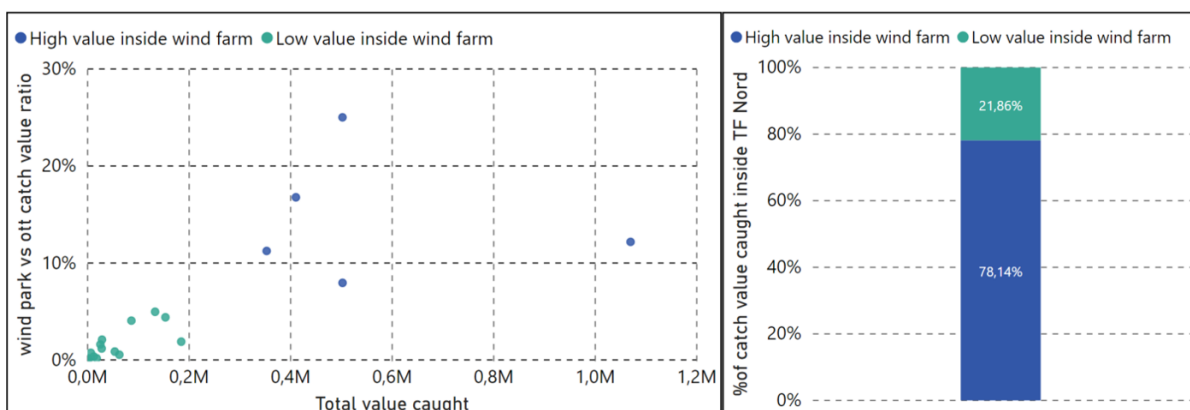 High value inside wind farm Low value inside wind farm
wind park vs ott catch value ratio
30%
20%
10%
0%
0,0M 0,2M 0,4M 0,6M 0,8M 1,0M 1,2M
Total value caught
High value inside wind farm Low value inside wind farm
%of catch value caught inside TF Nord
100%
80%
60%
40%
20%
0%
21,86%
78,14%